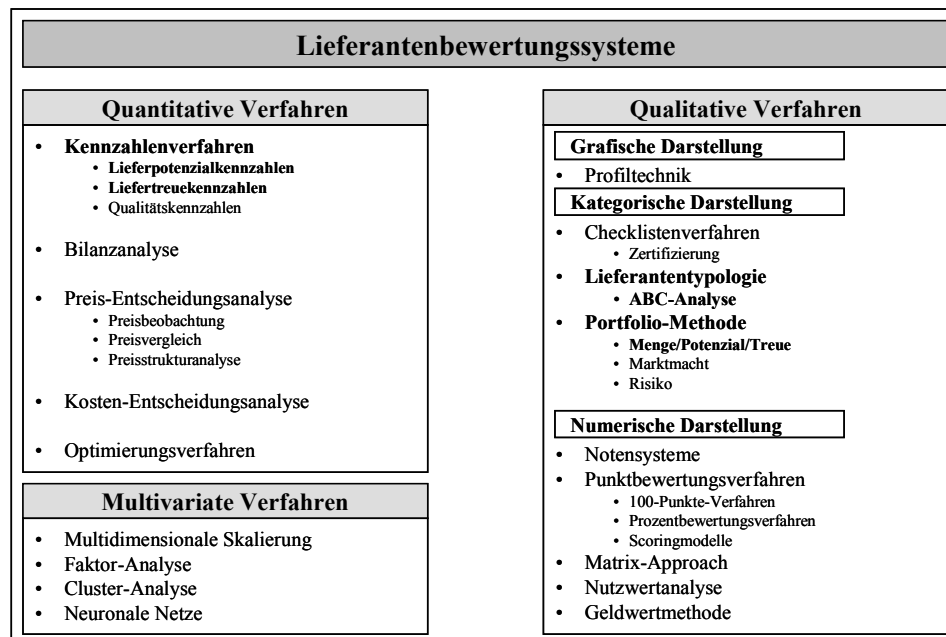 Lieferantenbewertungssysteme
Quantitative Verfahren
• Kennzahlenverfahren
• Lieferpotenzialkennzahlen
• Liefertreuekennzahlen
• Qualitätskennzahlen
• Bilanzanalyse
• Preis-Entscheidungsanalyse
• Preisbeobachtung
• Preisvergleich
• Preisstrukturanalyse
• Kosten-Entscheidungsanalyse
• Optimierungsverfahren
Multivariate Verfahren
• Multidimensionale Skalierung
• Faktor-Analyse
• Cluster-Analyse
• Neuronale Netze
Qualitative Verfahren
Grafische Darstellung
• Profiltechnik
Kategorische Darstellung
• Checklistenverfahren
• Zertifizierung
• Lieferantentypologie
• ABC-Analyse
• Portfolio-Methode
• Menge/Potenzial/Treue
• Marktmacht
• Risiko
Numerische Darstellung
• Notensysteme
• Punktbewertungsverfahren
• 100-Punkte-Verfahren
• Prozentbewertungsverfahren
• Scoringmodelle
• Matrix-Approach
• Nutzwertanalyse
• Geldwertmethode